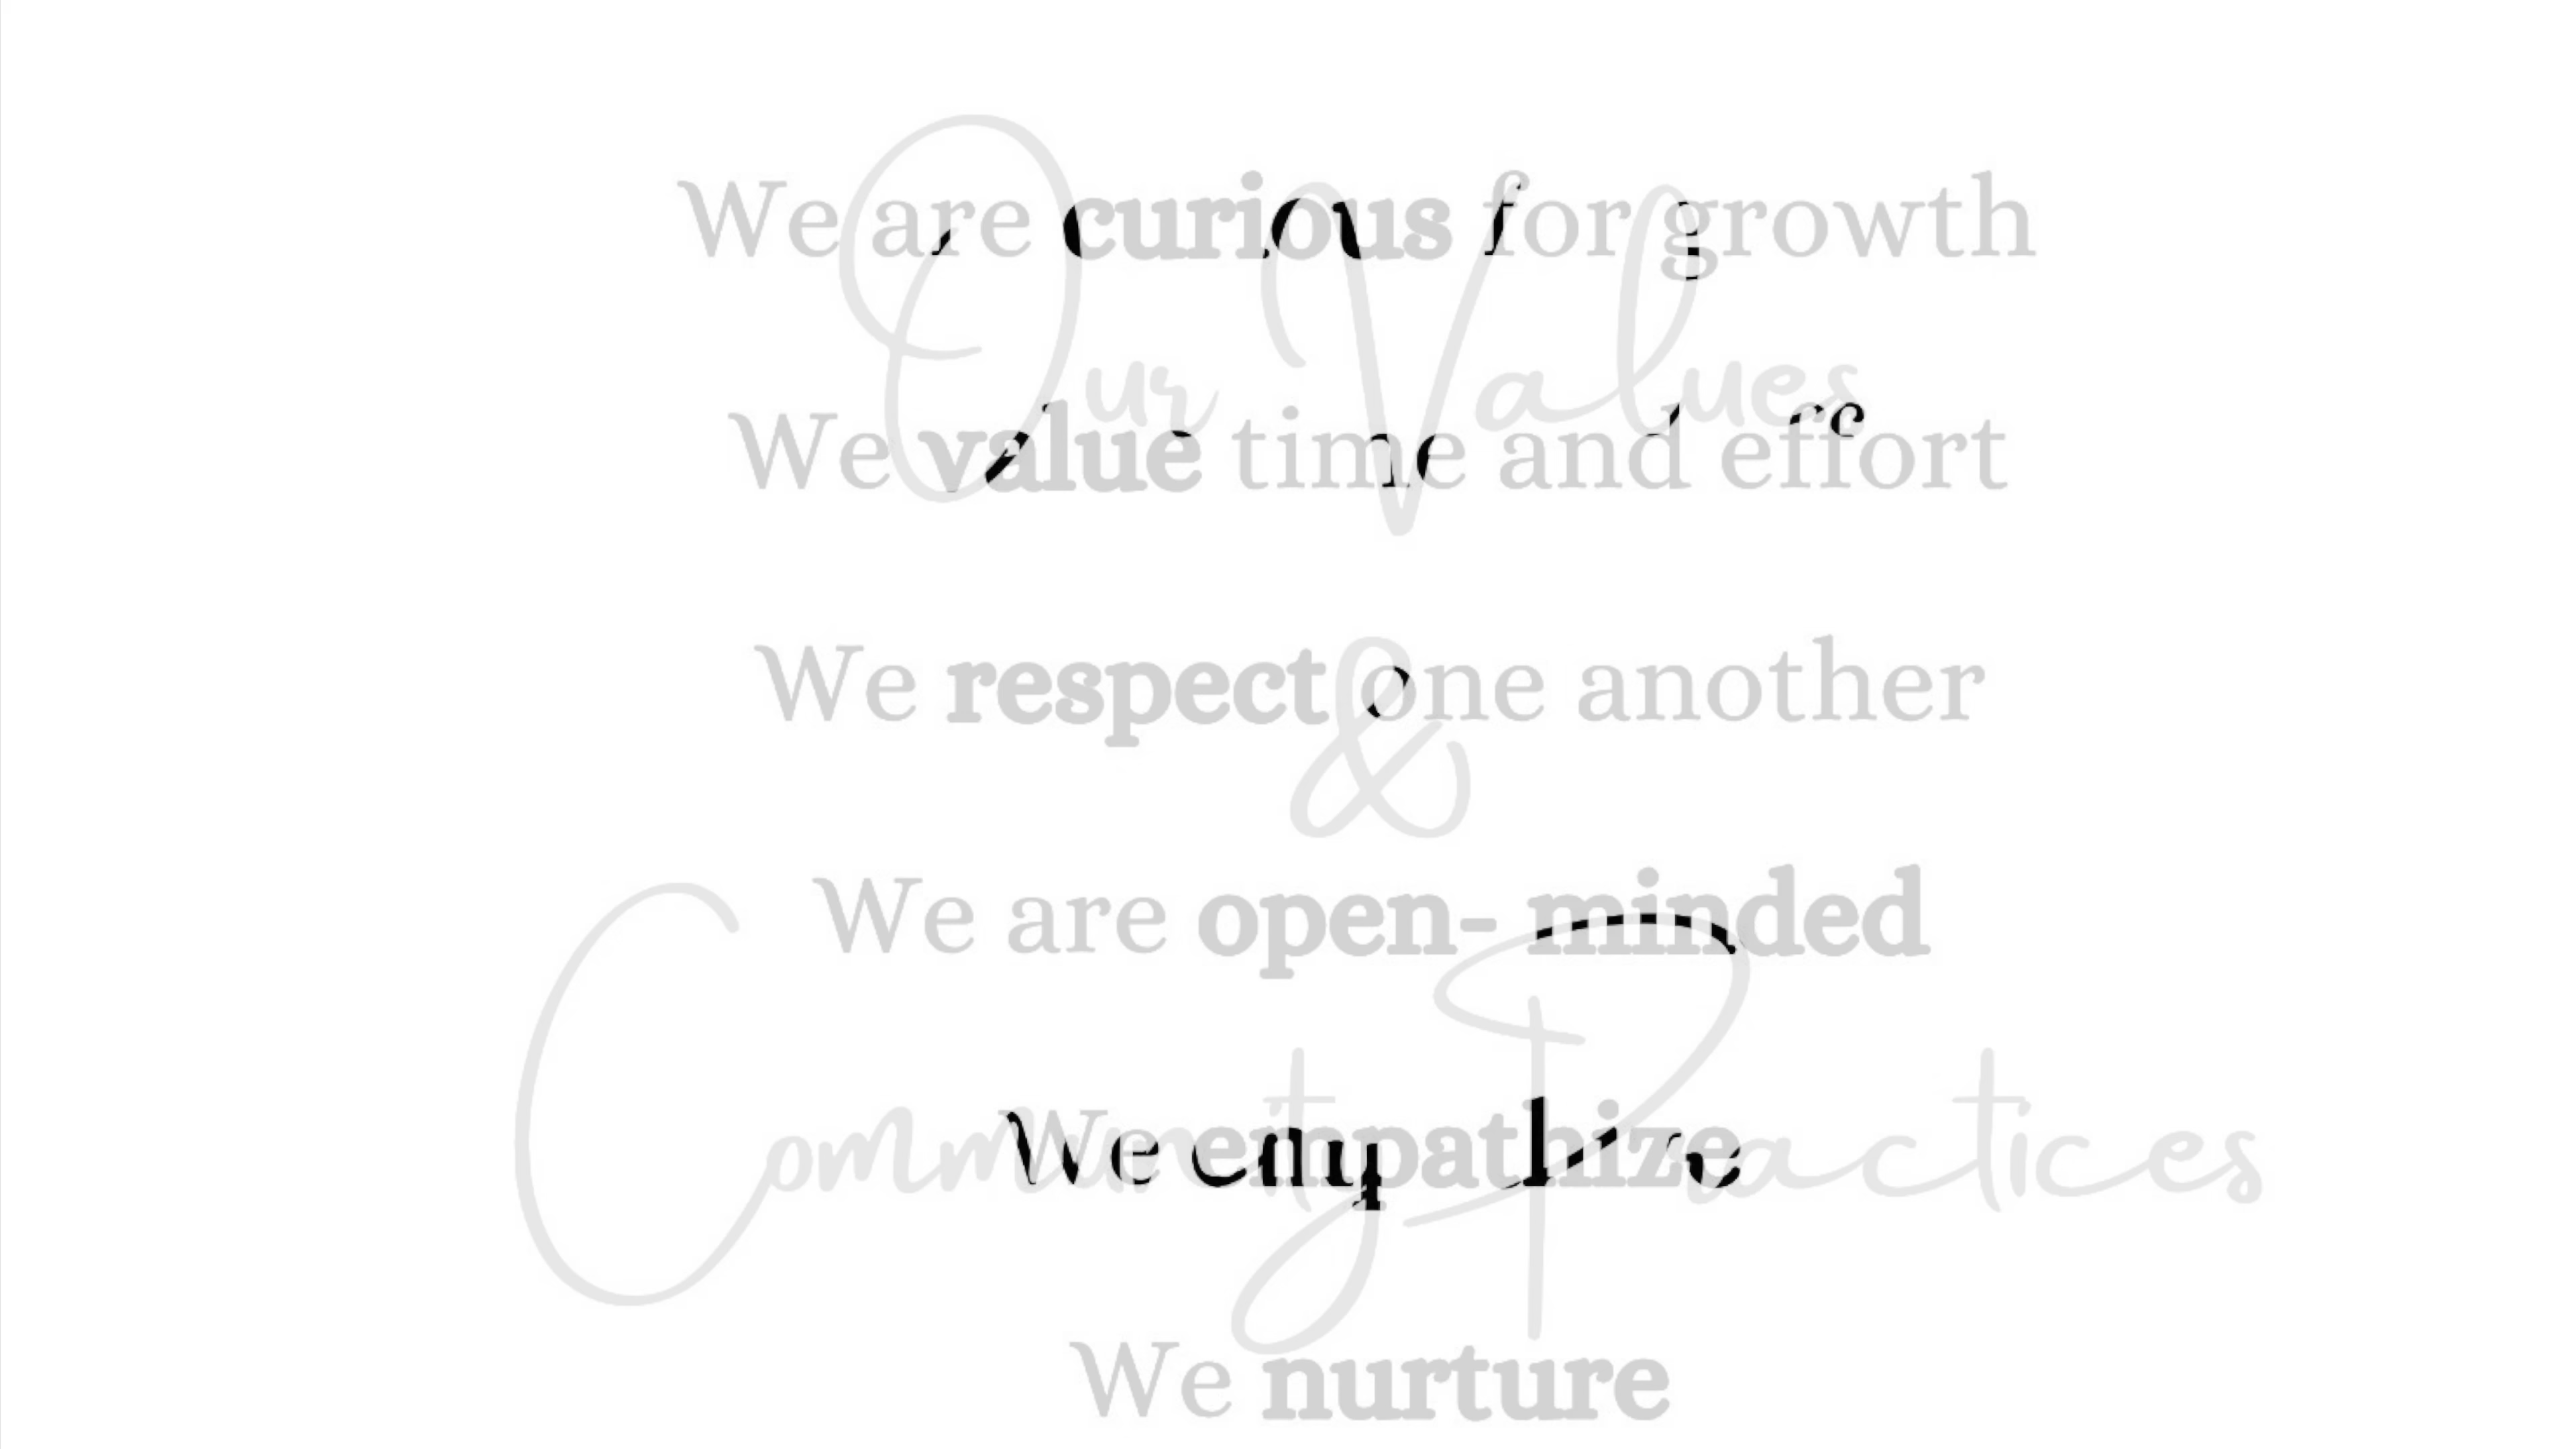 We are curious for growth
Our Values
We value time and effort
We respect one another
&
We are open- minded
Community Practices
We empathize
We nurture